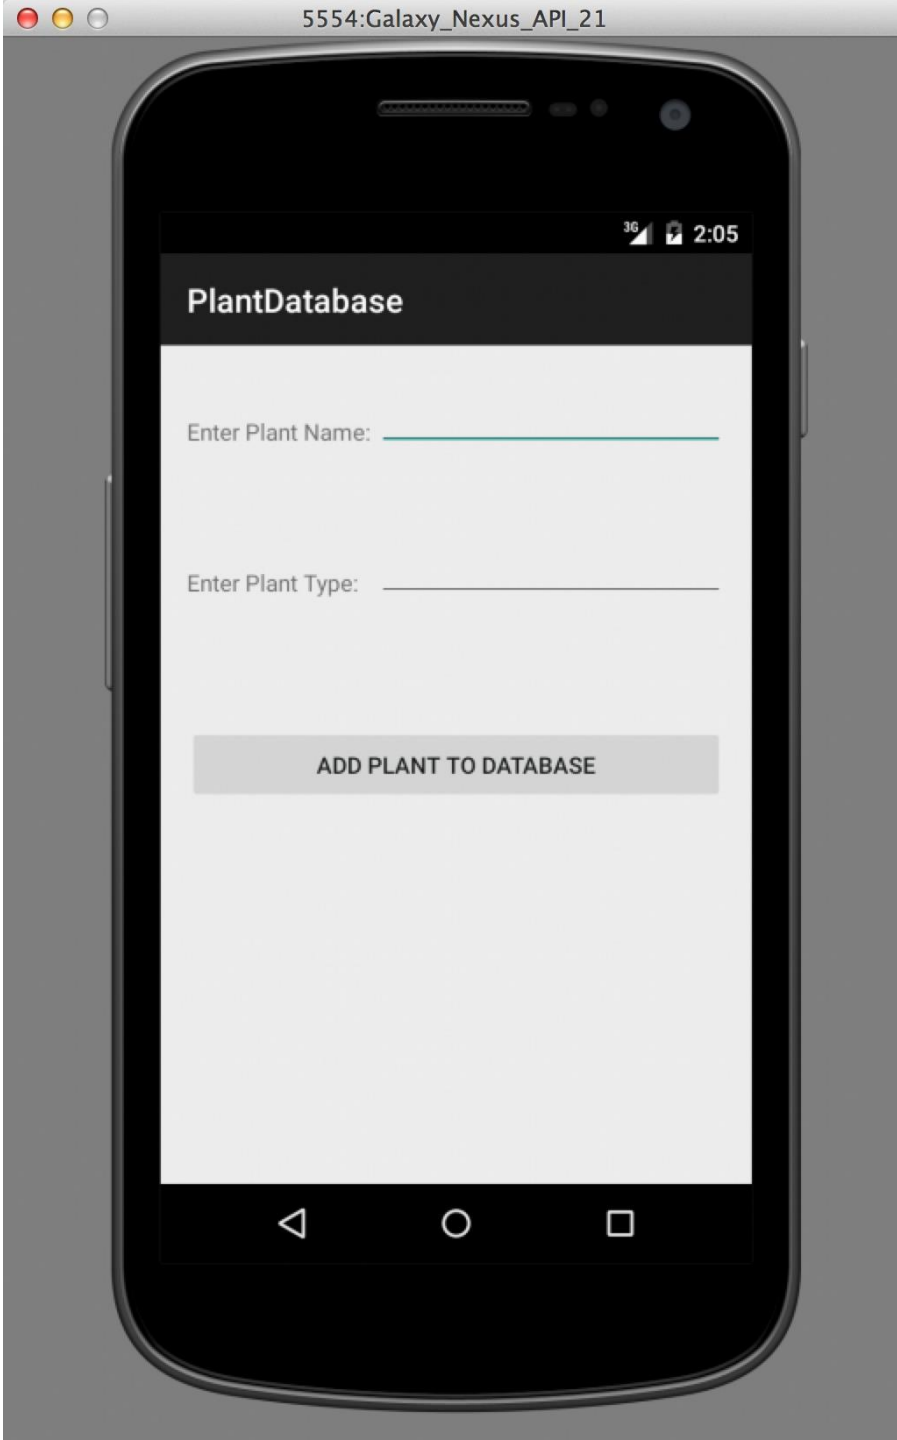 5554:Galaxy_Nexus_API_21
3G 2:05
PlantDatabase
Enter Plant Name:
Enter Plant Type:
ADD PLANT TO DATABASE